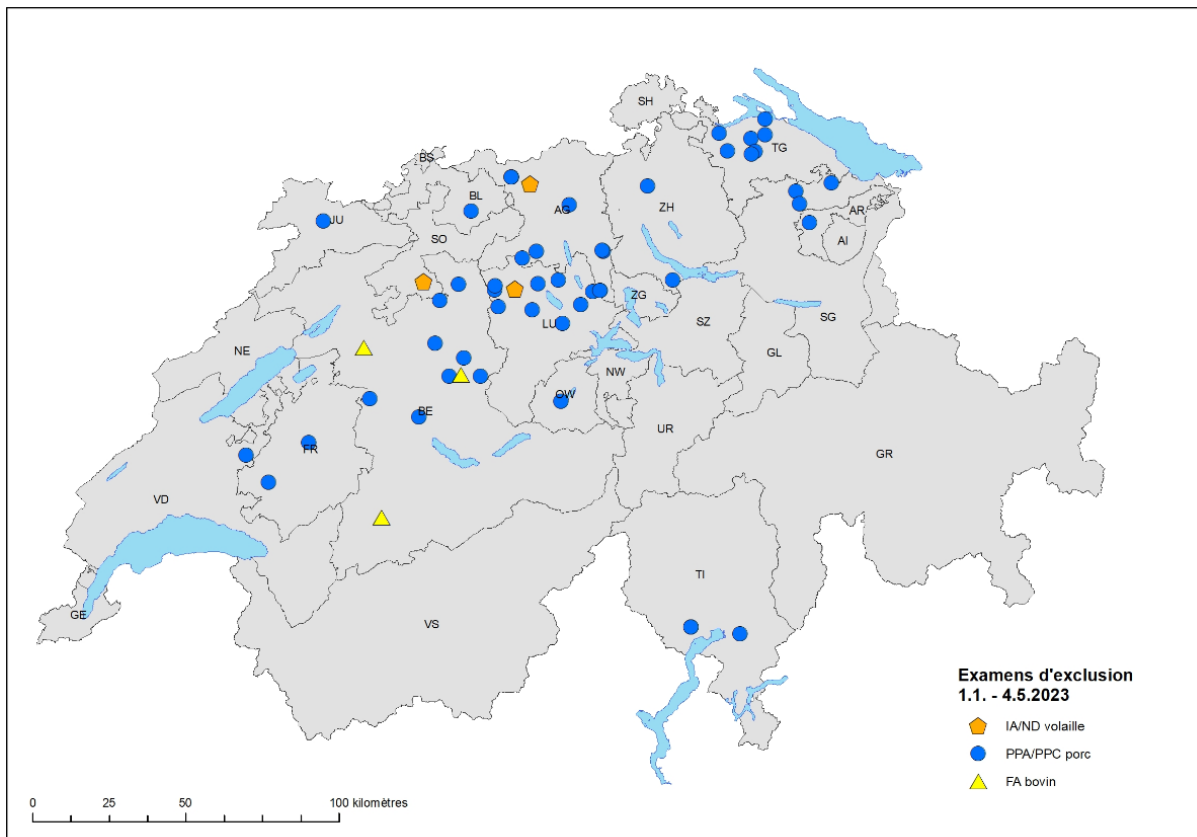 SH
BS
TG
BL
AG
ZH
JU
AR
SO
AI
ZG
LU
SZ
SG
NE
GL
NW
OW
BE
UR
FR
GR
VD
TI
GE
VS
Examens d'exclusion
1.1. - 4.5.2023
IA/ND volaille
PPA/PPC porc
FA bovin
0 25 50 100 kilomètres